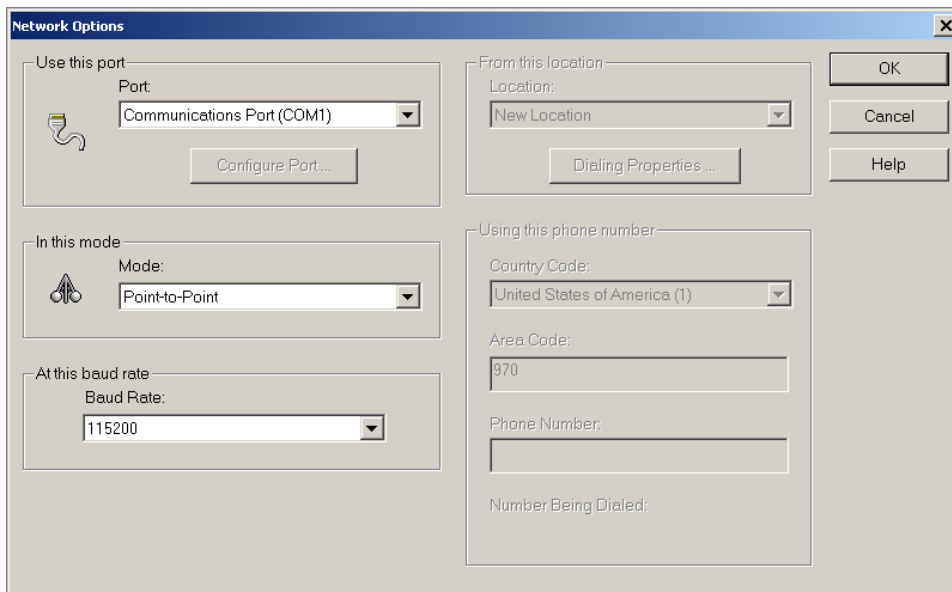 Network Options
Use this port
Port:
Communications Port (COM1)
Configure Port ...
In this mode
Mode:
Point-to-Point
At this baud rate
Baud Rate:
115200
From this location
Location:
New Location
Dialing Properties ...
Using this phone number
Country Code:
United States of America (1)
Area Code:
970
Phone Number:
Number Being Dialed:
OK
Cancel
Help